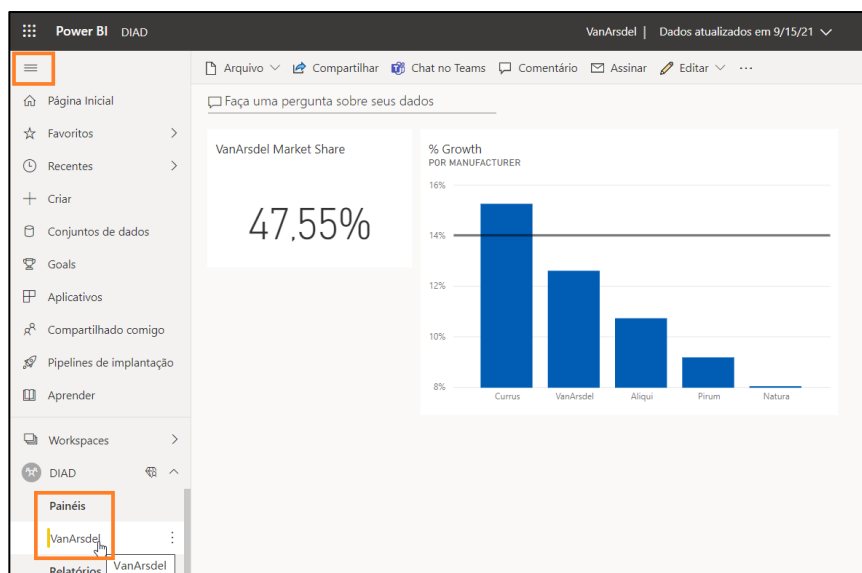 Power BI DIAD
VanArsdel | Dados atualizados em 9/15/21
Arquivo Compartilhar Chat no Teams Comentário Assinar Editar ...
Página Inicial
Favoritos
Recentes
Criar
Conjuntos de dados
Goals
Aplicativos
Compartilhado comigo
Pipelines de implantação
Aprender
Workspaces
DIAD
Painéis
VanArsdel
VanArsdel
Relatórios
Faça uma pergunta sobre seus dados
VanArsdel Market Share
47,55%
% Growth
POR MANUFACTURER
16%
14%
12%
10%
8%
Currus VanArsdel Aliqui Pirum Natura